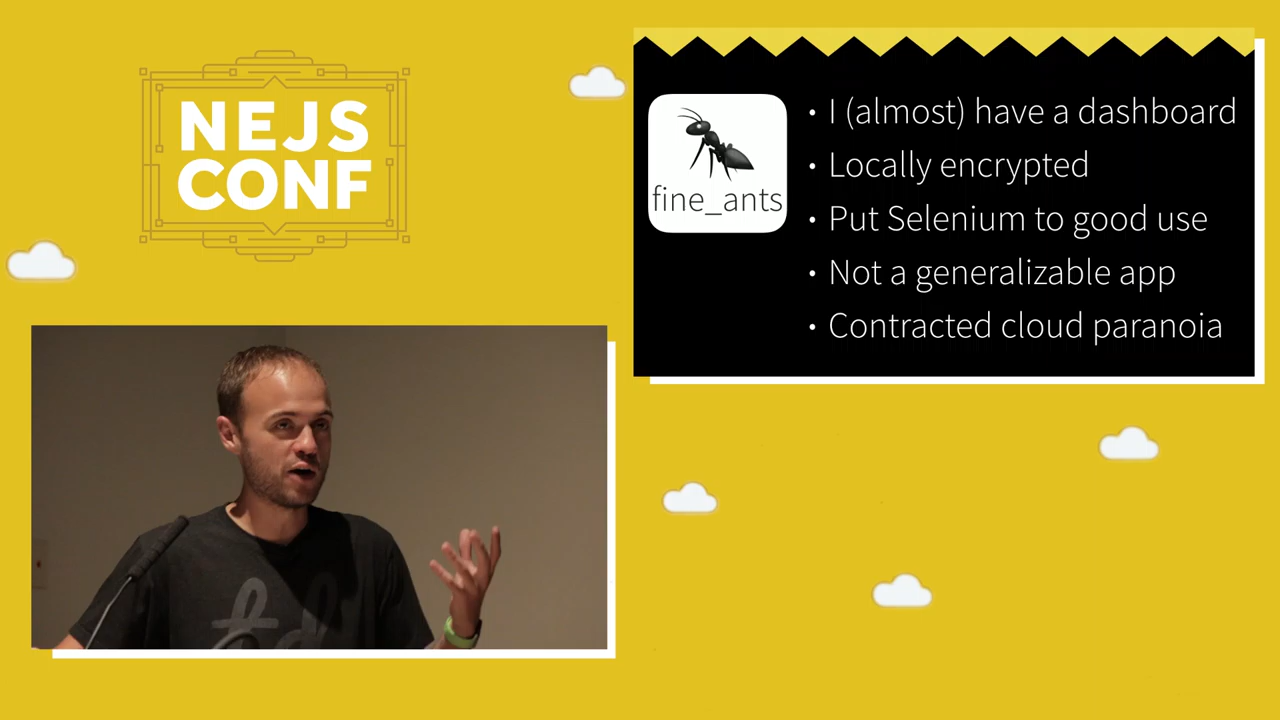 NEJS
CONF
fine_ants
• I (almost) have a dashboard
• Locally encrypted
• Put Selenium to good use
• Not a generalizable app
• Contracted cloud paranoia